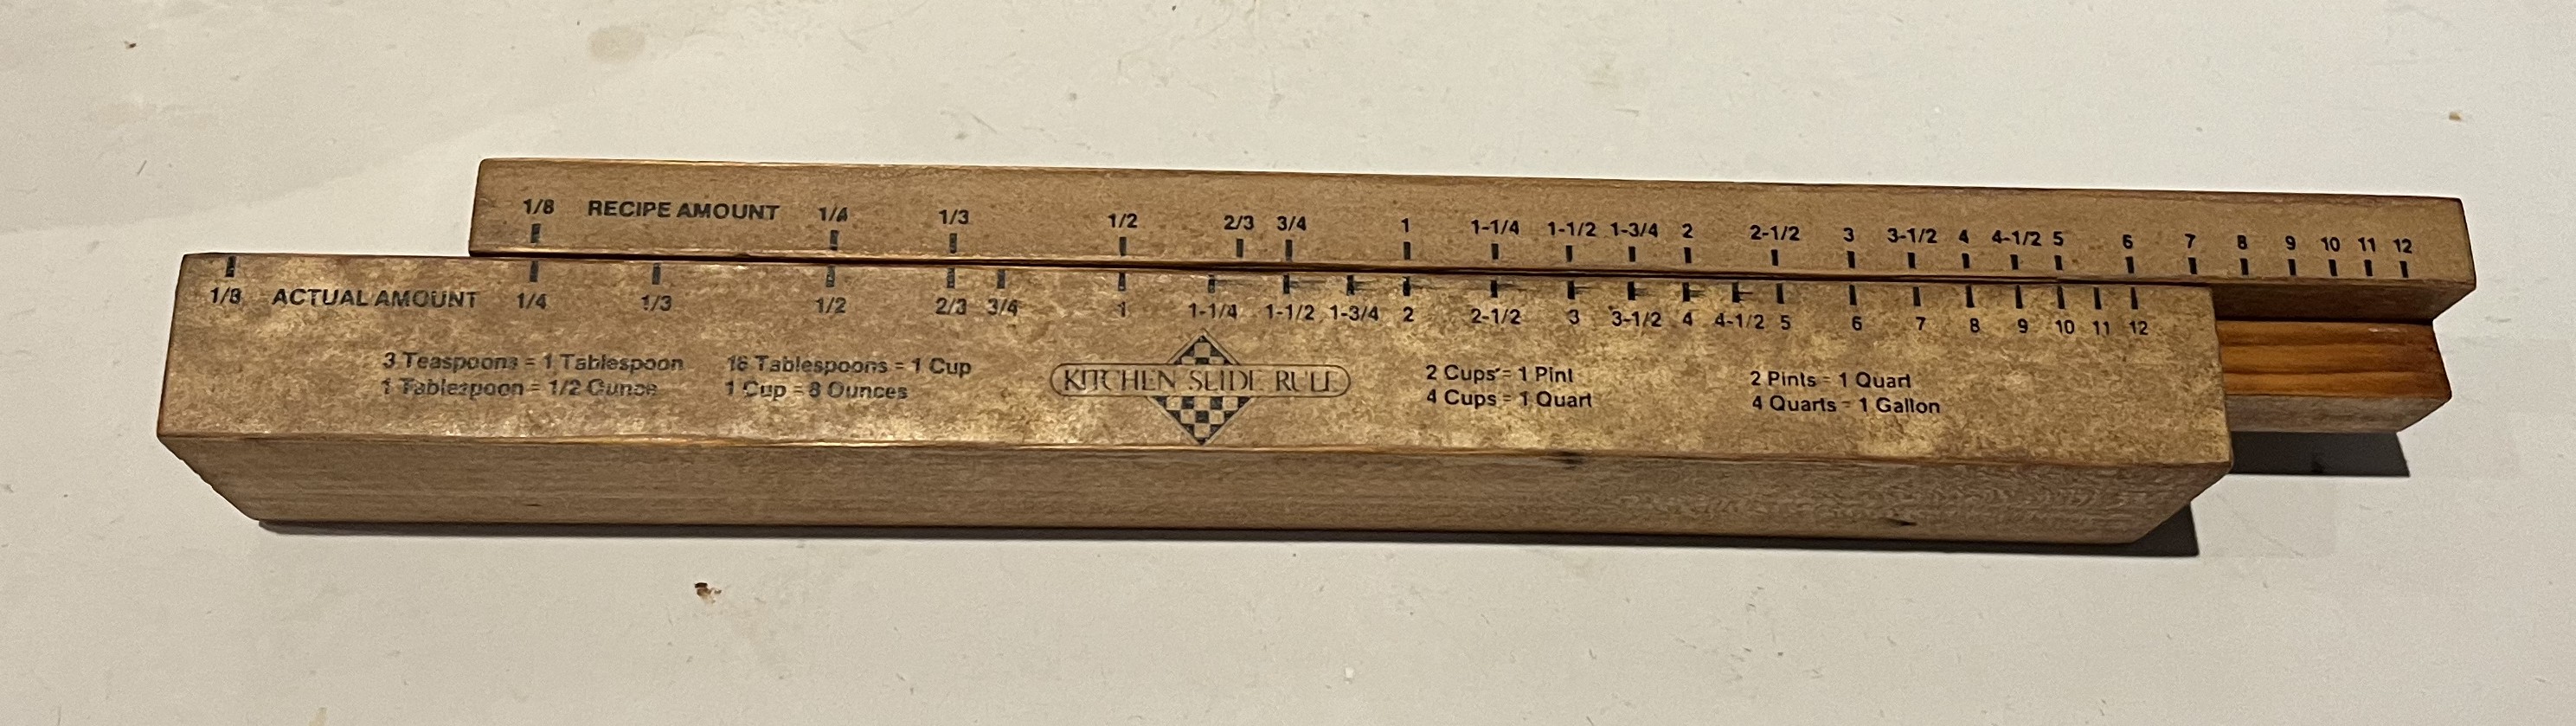 1/8 RECIPE AMOUNT 1/4 1/3 1/2 2/3 3/4 1 1-1/4 1-1/2 1-3/4 2 2-1/2 3 3-1/2 4 4-1/2 5 6 7 8 9 10 11 12
1/8 ACTUAL AMOUNT 1/4 1/3 1/2 2/3 3/4 1 1-1/4 1-1/2 1-3/4 2 2-1/2 3 3-1/2 4 4-1/2 5 6 7 8 9 10 11 12
3 Teaspoons = 1 Tablespoon
1 Tablespoon = 1/2 Ounce
16 Tablespoons = 1 Cup
1 Cup = 8 Ounces
KITCHEN SLIDE RULE
2 Cups = 1 Pint
4 Cups = 1 Quart
2 Pints = 1 Quart
4 Quarts = 1 Gallon